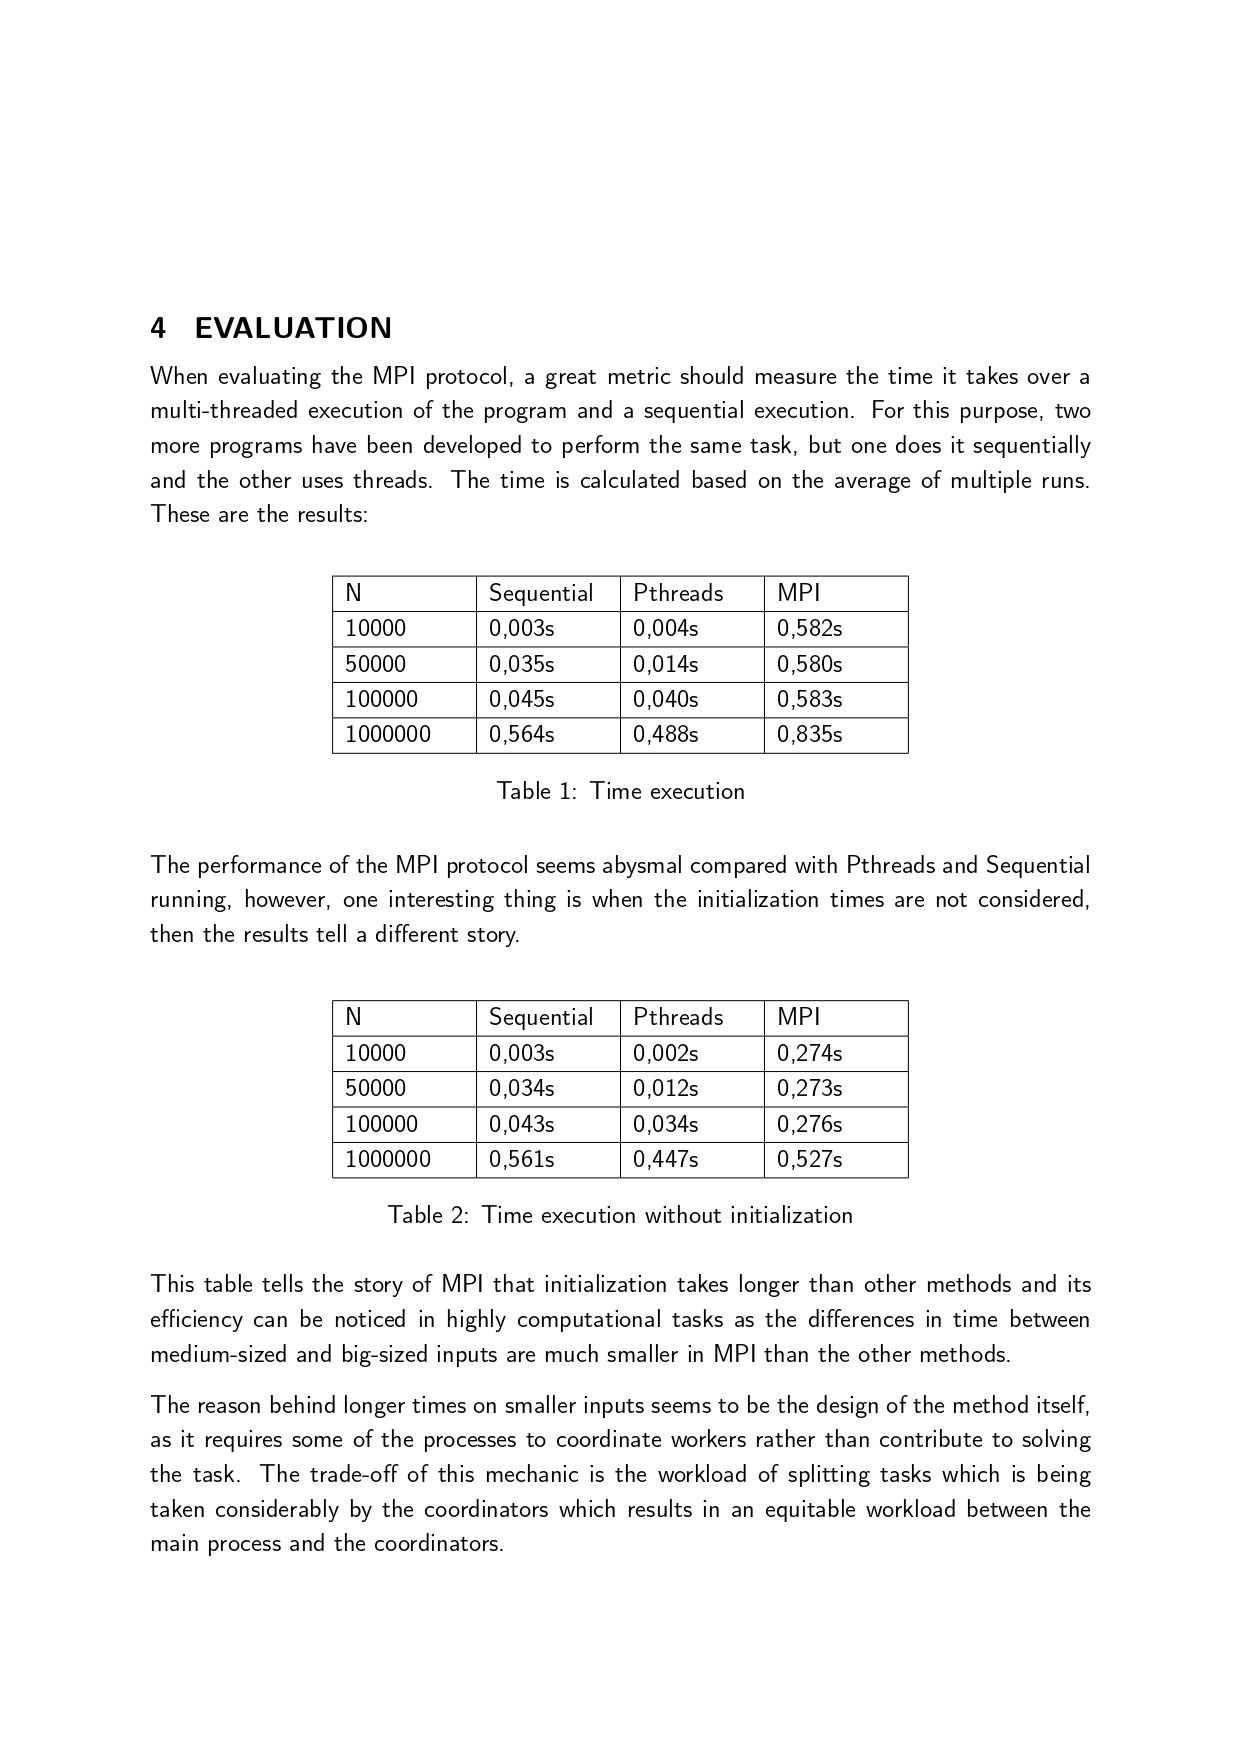 4 EVALUATION
When evaluating the MPI protocol, a great metric should measure the time it takes over a
multi-threaded execution of the program and a sequential execution. For this purpose, two
more programs have been developed to perform the same task, but one does it sequentially
and the other uses threads. The time is calculated based on the average of multiple runs.
These are the results:
N Sequential Pthreads MPI
10000 0,003s 0,004s 0,582s
50000 0,035s 0,014s 0,580s
100000 0,045s 0,040s 0,583s
1000000 0,564s 0,488s 0,835s
Table 1: Time execution
The performance of the MPI protocol seems abysmal compared with Pthreads and Sequential
running, however, one interesting thing is when the initialization times are not considered,
then the results tell a different story.
N Sequential Pthreads MPI
10000 0,003s 0,002s 0,274s
50000 0,034s 0,012s 0,273s
100000 0,043s 0,034s 0,276s
1000000 0,561s 0,447s 0,527s
Table 2: Time execution without initialization
This table tells the story of MPI that initialization takes longer than other methods and its
efficiency can be noticed in highly computational tasks as the differences in time between
medium-sized and big-sized inputs are much smaller in MPI than the other methods.
The reason behind longer times on smaller inputs seems to be the design of the method itself,
as it requires some of the processes to coordinate workers rather than contribute to solving
the task. The trade-off of this mechanic is the workload of splitting tasks which is being
taken considerably by the coordinators which results in an equitable workload between the
main process and the coordinators.